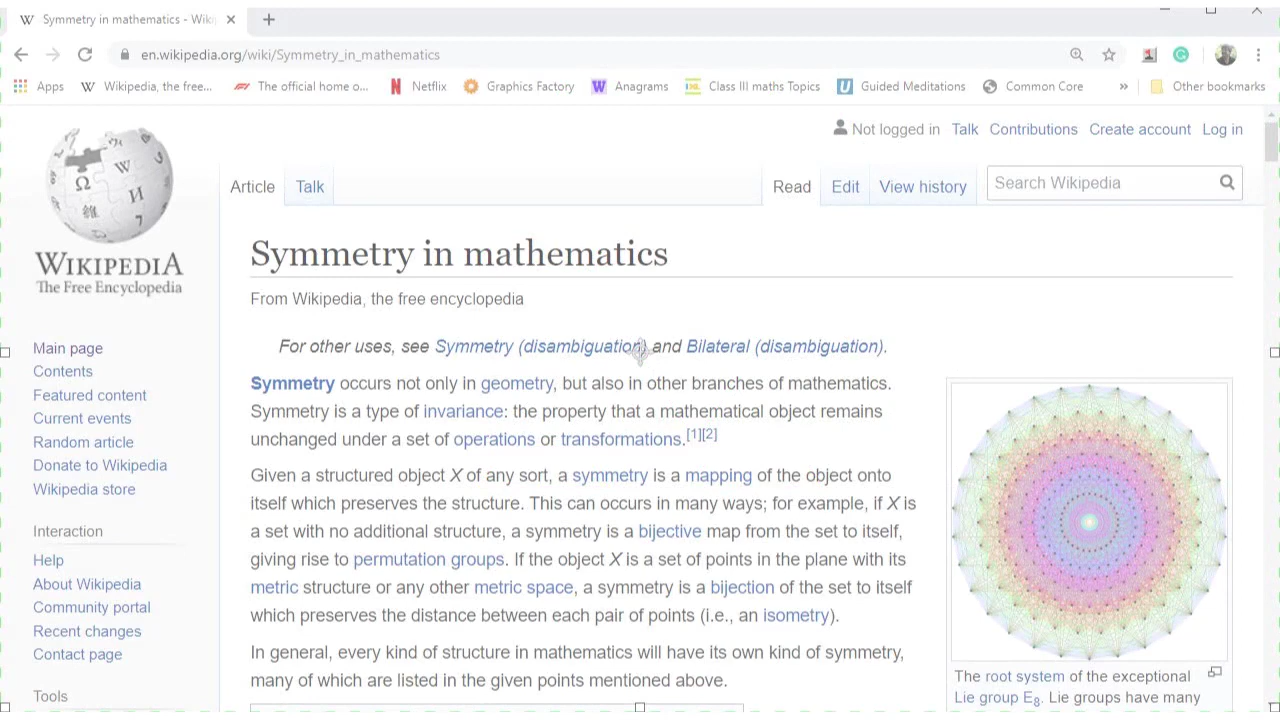 Symmetry in mathematics - Wiki
en.wikipedia.org/wiki/Symmetry_in_mathematics
Apps Wikipedia, the free... The official home o... Netflix Graphics Factory Anagrams Class III maths Topics Guided Meditations Common Core » Other bookmarks
Not logged in Talk Contributions Create account Log in
Article Talk Read Edit View history Search Wikipedia
WIKIPEDIA
The Free Encyclopedia
Main page
Contents
Featured content
Current events
Random article
Donate to Wikipedia
Wikipedia store
Interaction
Help
About Wikipedia
Community portal
Recent changes
Contact page
Tools
Symmetry in mathematics
From Wikipedia, the free encyclopedia
For other uses, see Symmetry (disambiguation) and Bilateral (disambiguation).
Symmetry occurs not only in geometry, but also in other branches of mathematics.
Symmetry is a type of invariance: the property that a mathematical object remains
unchanged under a set of operations or transformations.[1][2]
Given a structured object X of any sort, a symmetry is a mapping of the object onto
itself which preserves the structure. This can occurs in many ways; for example, if X is
a set with no additional structure, a symmetry is a bijective map from the set to itself,
giving rise to permutation groups. If the object X is a set of points in the plane with its
metric structure or any other metric space, a symmetry is a bijection of the set to itself
which preserves the distance between each pair of points (i.e., an isometry).
In general, every kind of structure in mathematics will have its own kind of symmetry,
many of which are listed in the given points mentioned above.
The root system of the exceptional
Lie group E8. Lie groups have many